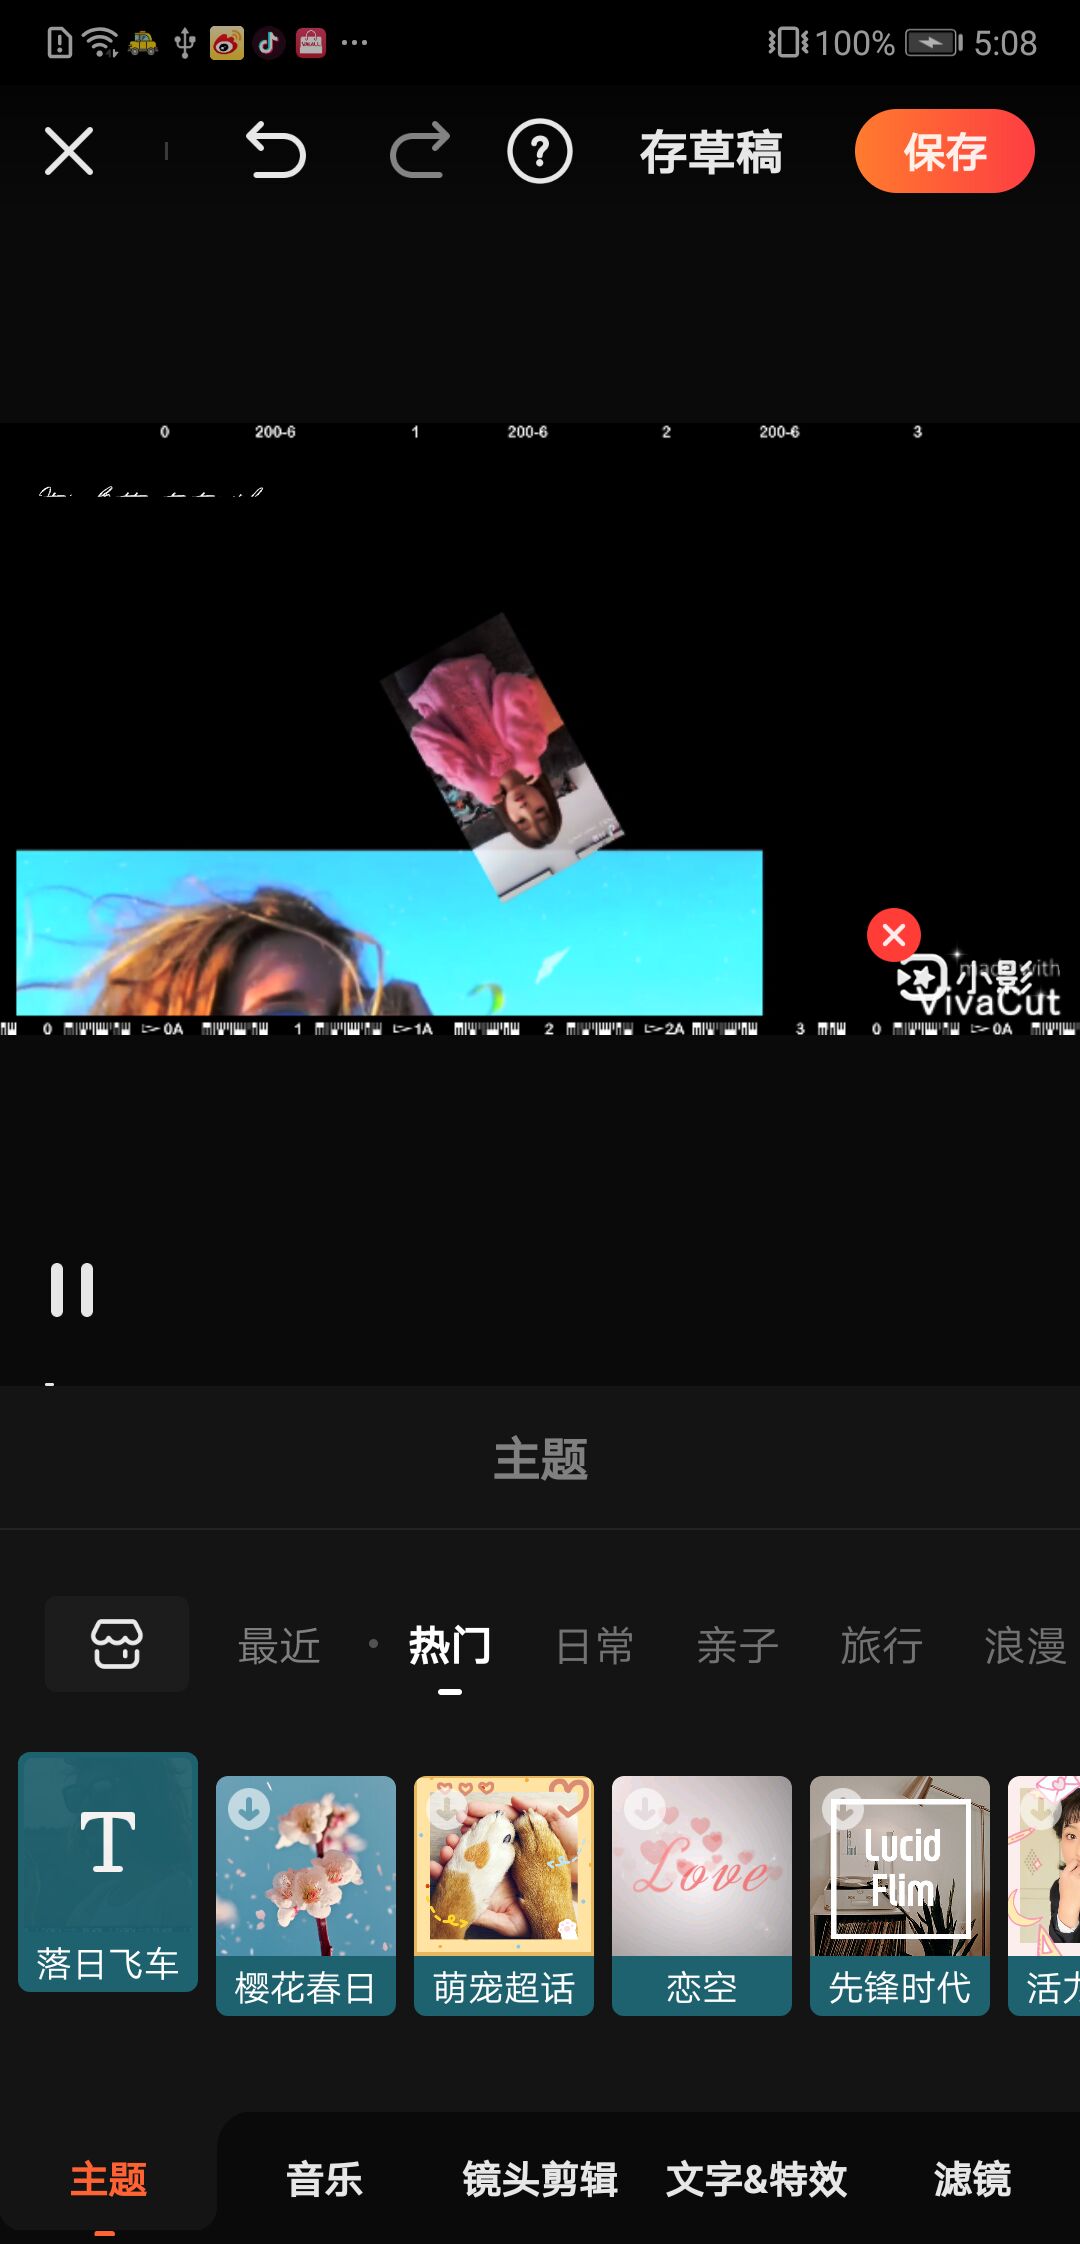 100% 5:08
存草稿
保存
0 200-6 1 200-6 2 200-6 3
made with
小影
VivaCut
0 0A 1 1A 2 2A 3 0 0A
主题
最近
热门
日常
亲子
旅行
浪漫
T
落日飞车
樱花春日
萌宠超话
Love
恋空
Lucid
Flim
先锋时代
主题
音乐
镜头剪辑
文字&特效
滤镜